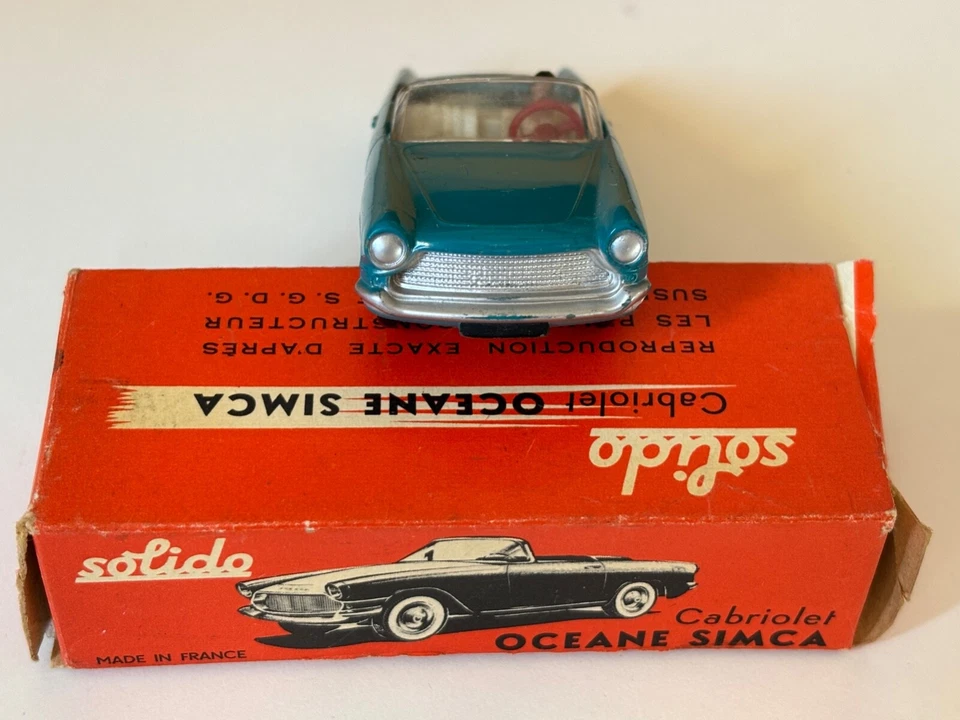 solido
Cabriolet OCEANE SIMCA
REPRODUCTION EXACTE D'APRÈS
LES
S. G. D. G.
solido
Cabriolet
OCEANE SIMCA
MADE IN FRANCE